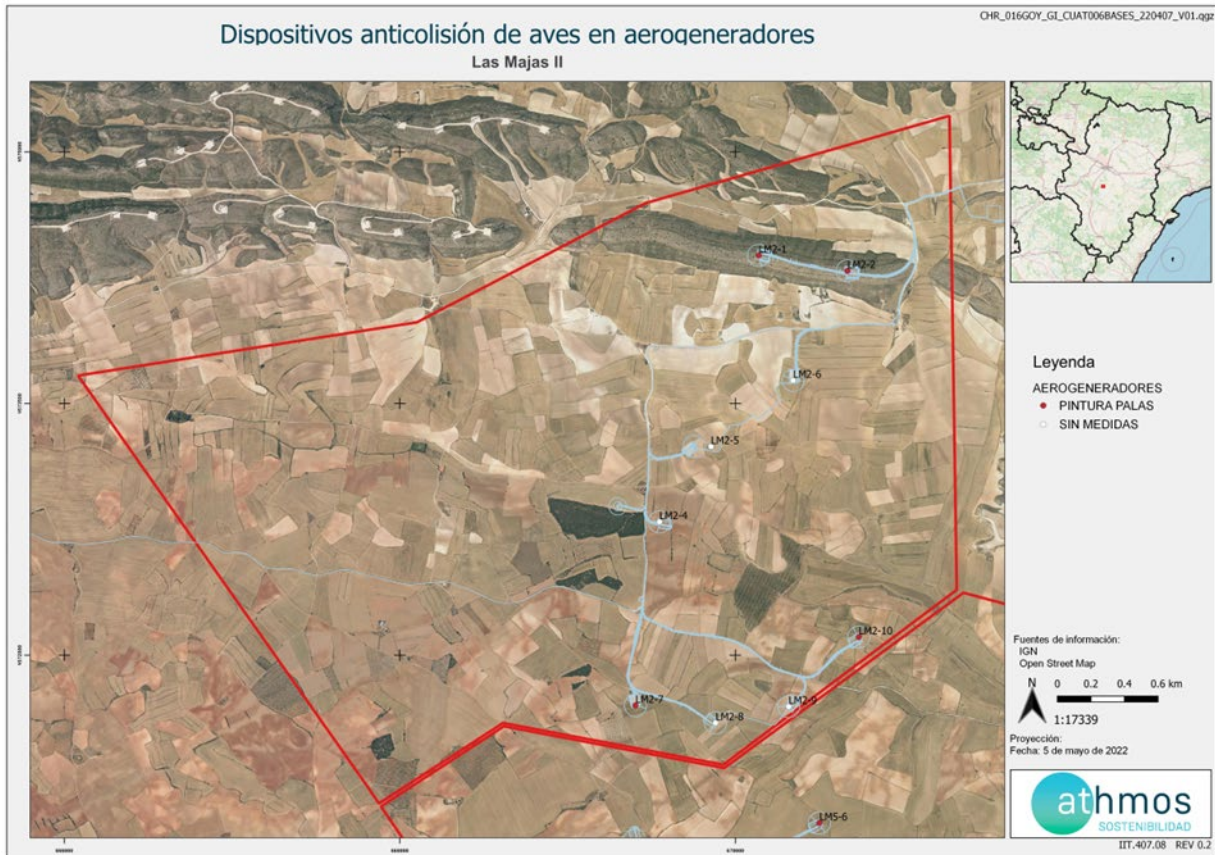 CHR_016GOY_GI_CUAT006BASES_220407_V01.qgz
Dispositivos anticolisión de aves en aerogeneradores
Las Majas II
LM2-1
LM2-2
LM2-6
LM2-5
LM2-4
LM2-10
LM2-7
LM2-9
LM2-8
LM5-6
Leyenda
AEROGENERADORES
PINTURA PALAS
SIN MEDIDAS
Fuentes de información:
IGN
Open Street Map
N
0 0.2 0.4 0.6 km
1:17339
Proyección:
Fecha: 5 de mayo de 2022
athmos
SOSTENIBILIDAD
IIT.407.08 REV 0.2